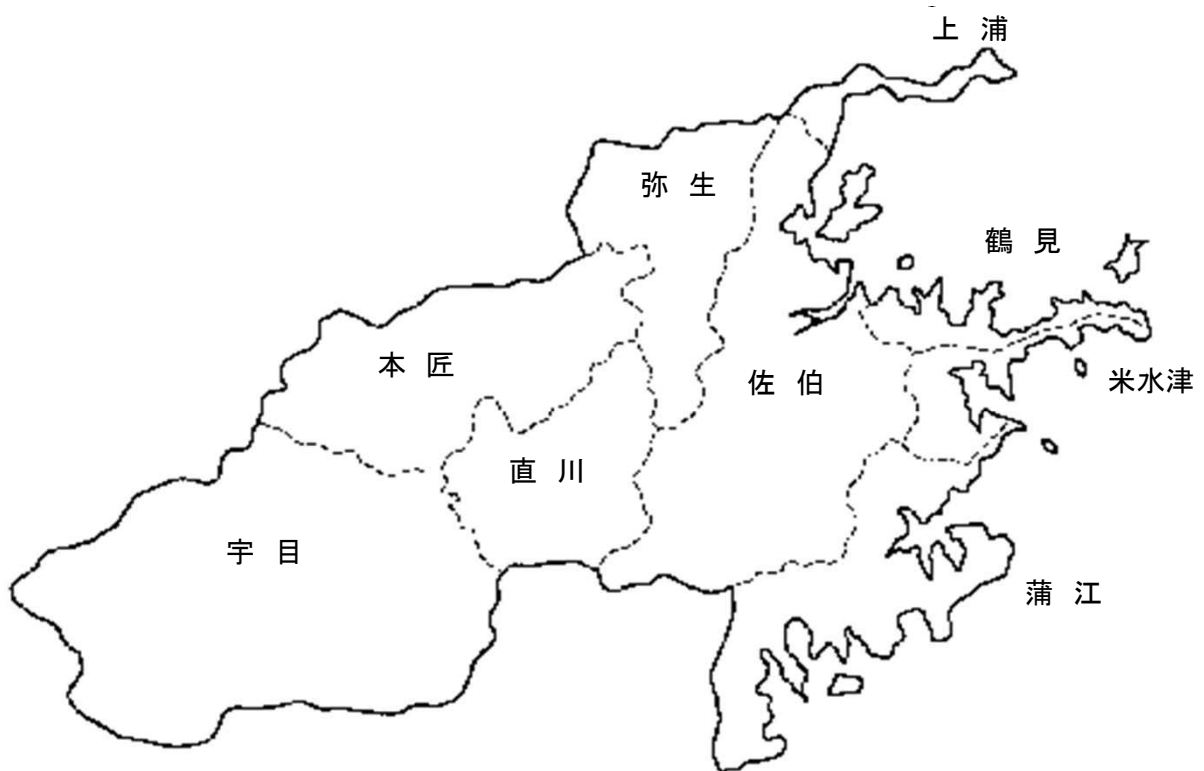 上 浦
弥 生
鶴 見
本 匠
佐 伯
米水津
直 川
宇 目
蒲 江